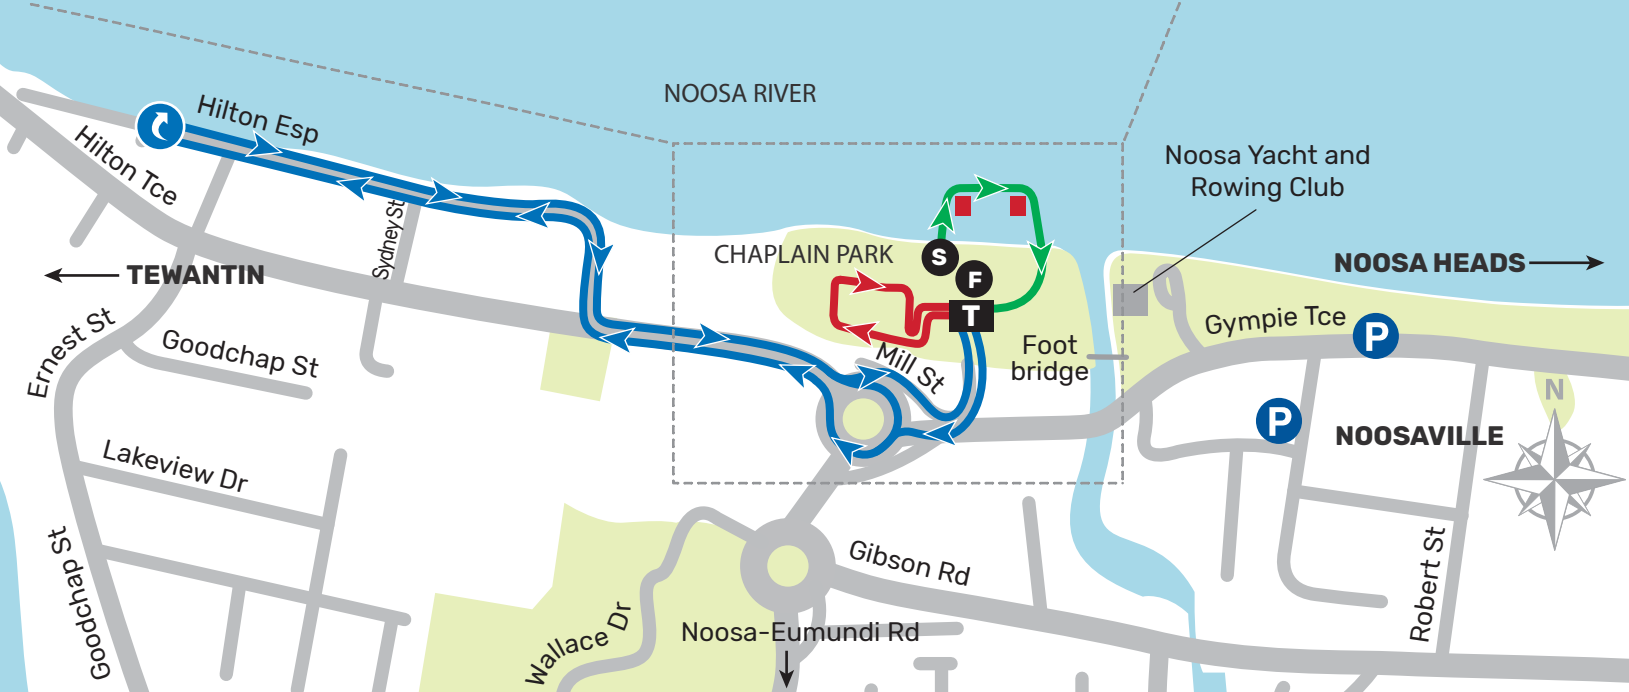 NOOSA RIVER
Hilton Esp
Hilton Tce
Noosa Yacht and
Rowing Club
Sydney St
CHAPLAIN PARK
S
F
T
TEWANTIN
NOOSA HEADS
Gympie Tce
P
Ernest St
Goodchap St
Mill St
Foot
bridge
N
P
NOOSAVILLE
Lakeview Dr
Goodchap St
Gibson Rd
Robert St
Wallace Dr
Noosa-Eumundi Rd